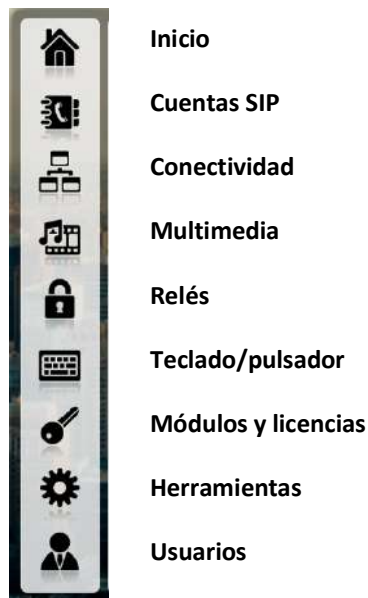 Inicio
Cuentas SIP
Conectividad
Multimedia
Relés
Teclado/pulsador
Módulos y licencias
Herramientas
Usuarios